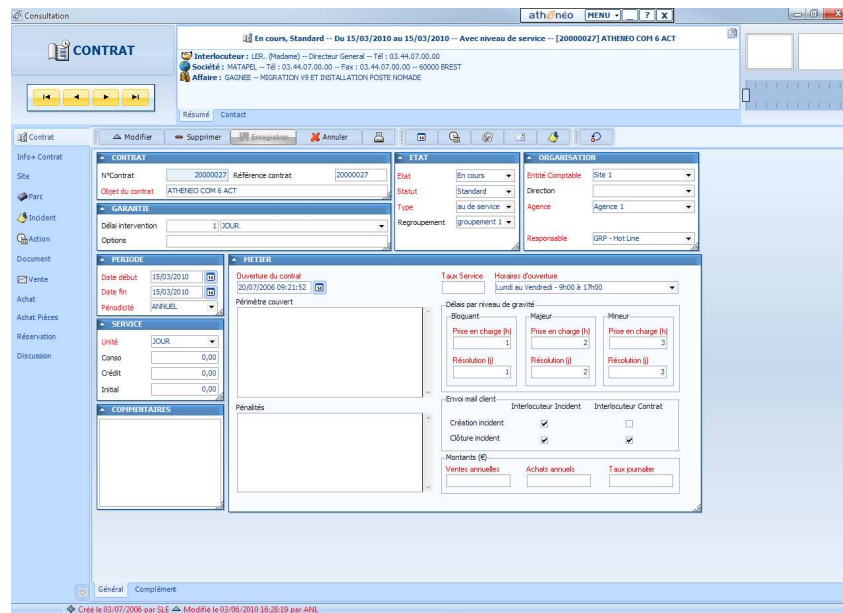 Consultation
athéneo MENU ? X
CONTRAT
En cours, Standard -- Du 15/03/2010 au 15/03/2010 -- Avec niveau de service -- [20000027] ATHENEO COM 6 ACT
Interlocuteur : LER. (Madame) -- Directeur General -- Tél : 03.44.07.00.00
Société : MATAPEL -- Tél : 03.44.07.00.00 -- Fax : 03.44.07.00.00 -- 60000 BREST
Affaire : GAGNEE -- MIGRATION V9 ET INSTALLATION POSTE NOMADE
Résumé Contact
Contrat
Info+ Contrat
Site
Parc
Incident
Action
Document
Vente
Achat
Achat Pièces
Réservation
Discussion
Modifier Supprimer Enregistrer Annuler
CONTRAT
N°Contrat 20000027 Référence contrat 20000027
Objet du contrat ATHENEO COM 6 ACT
GARANTIE
Délai intervention 1 JOUR
Options
ETAT
Etat En cours
Statut Standard
Type au de service
Regroupement groupement 1
ORGANISATION
Entité Comptable Site 1
Direction
Agence Agence 1
Responsable GRP - Hot Line
PERIODE
Date début 15/03/2010
Date fin 15/03/2010
Périodicité ANNUEL
SERVICE
Unité JOUR
Conso 0,00
Crédit 0,00
Initial 0,00
COMMENTAIRES
METIER
Ouverture du contrat
20/07/2006 09:21:52
Périmètre couvert
Pénalités
Taux Service Horaires d'ouverture
Lundi au Vendredi - 9h00 à 17h00
Délais par niveau de gravité
Bloquant Majeur Mineur
Prise en charge (h) Prise en charge (h) Prise en charge (h)
1 2 3
Résolution (j) Résolution (j) Résolution (j)
1 2 3
Envoi mail client
Interlocuteur Incident Interlocuteur Contrat
Création incident
Clôture incident
Montants (€)
Ventes annuelles Achats annuels Taux journalier
Général Complément
Créé le 03/07/2006 par SLE Modifié le 03/06/2010 16:28:19 par ANL